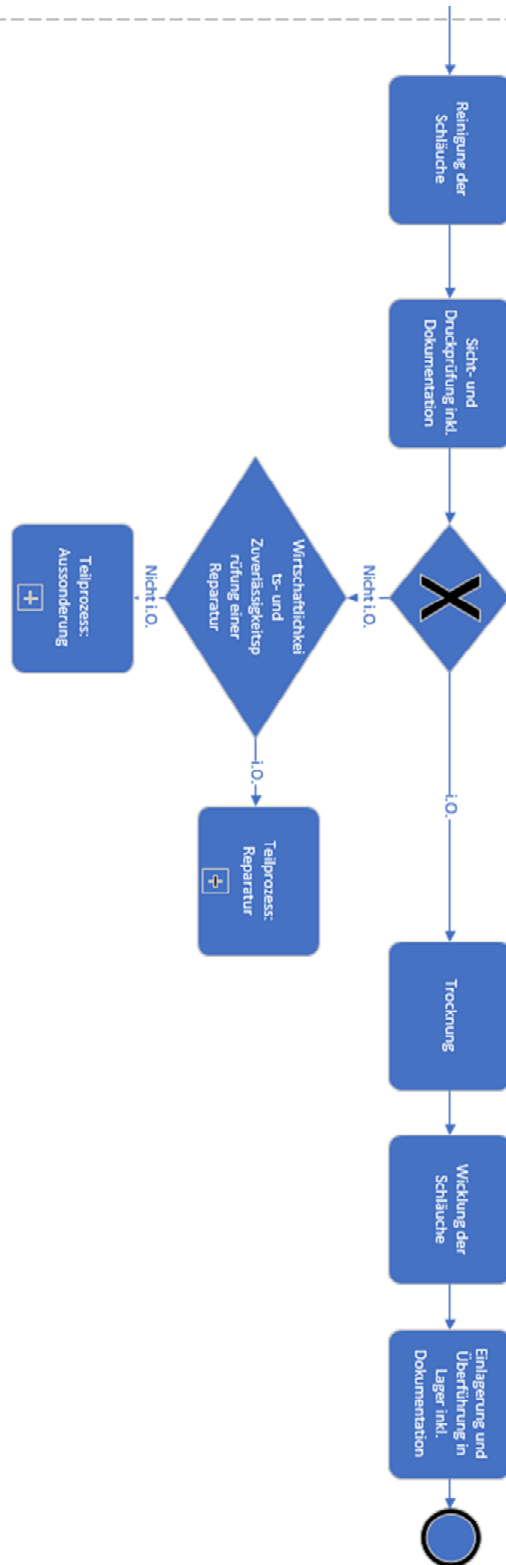 Reinigung der
Schläuche
Sicht- und
Druckprüfung inkl.
Dokumentation
X
Nicht i.O.
i.O.
Wirtschaftlichkei
ts- und
Zuverlässigkeitsp
rüfung einer
Reparatur
Nicht i.O.
i.O.
Teilprozess:
Aussonderung
Teilprozess:
Reparatur
Trocknung
Wicklung der
Schläuche
Einlagerung und
Überführung in
Lager inkl.
Dokumentation